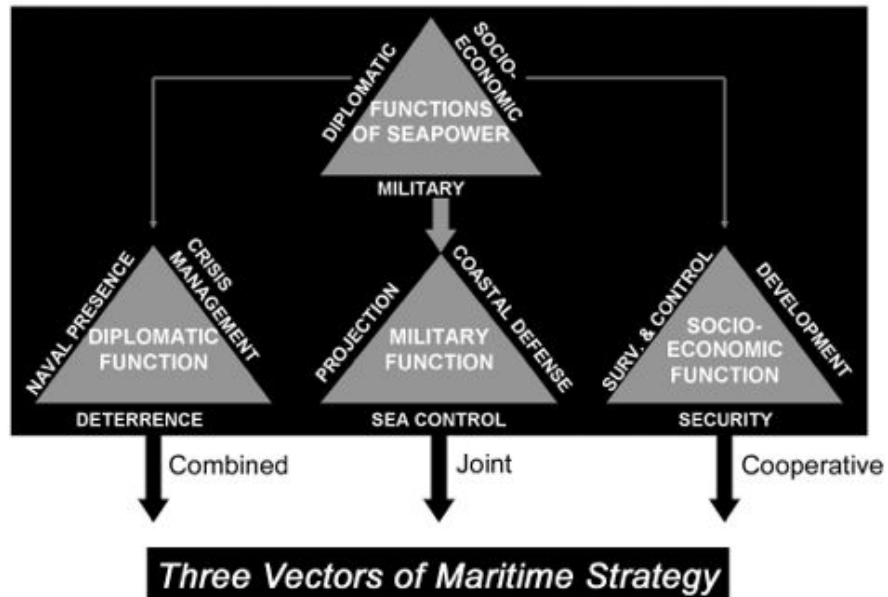 DIPLOMATIC
SOCIO-
ECONOMIC
FUNCTIONS
OF SEAPOWER
MILITARY
NAVAL PRESENCE
CRISIS
MANAGEMENT
DIPLOMATIC
FUNCTION
DETERRENCE
PROJECTION
COASTAL DEFENSE
MILITARY
FUNCTION
SEA CONTROL
SURV. & CONTROL
DEVELOPMENT
SOCIO-
ECONOMIC
FUNCTION
SECURITY
Combined
Joint
Cooperative
Three Vectors of Maritime Strategy